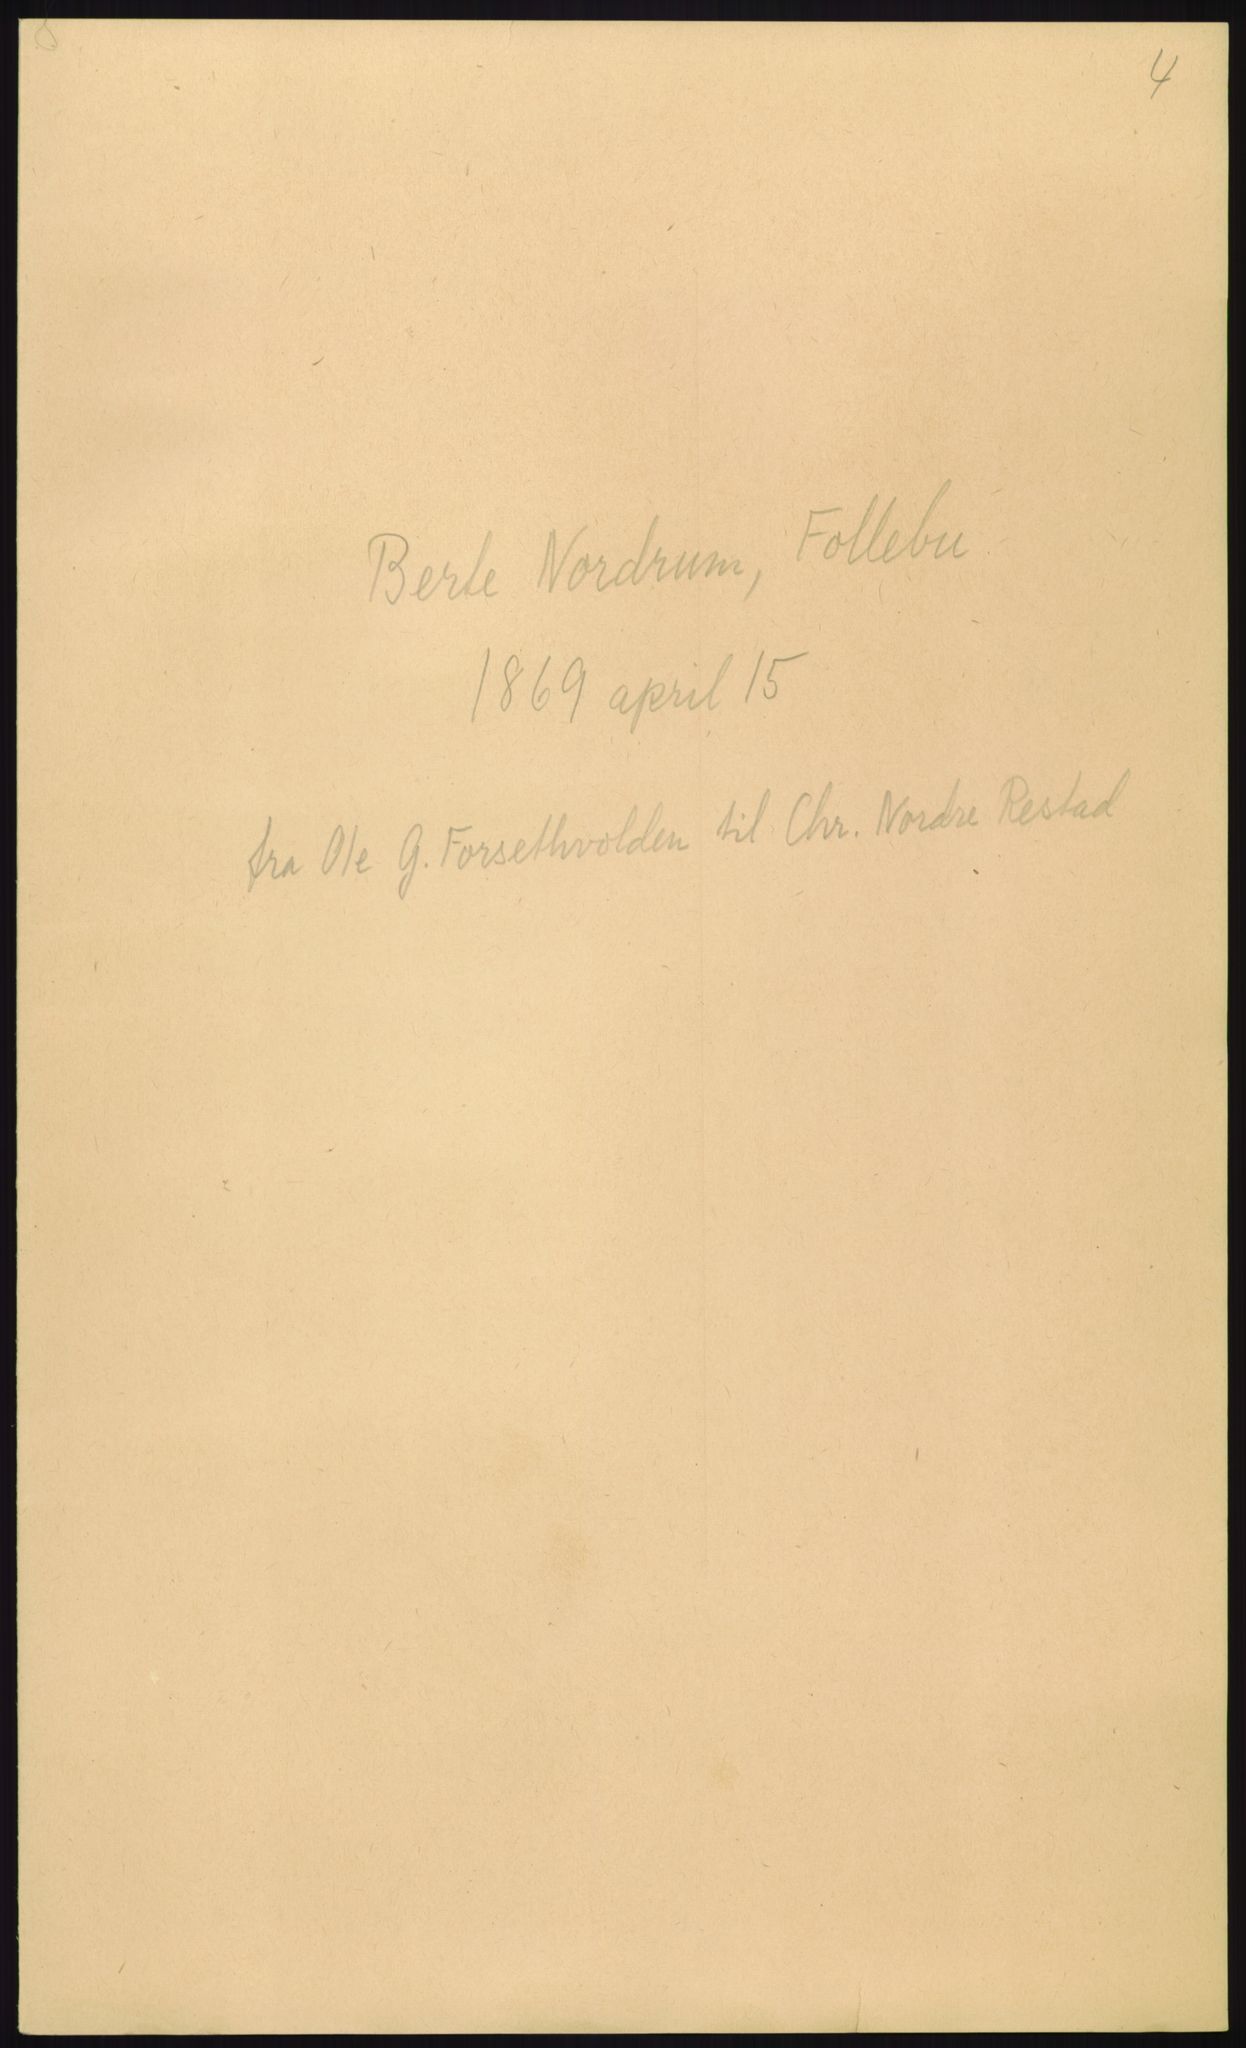 4
Berte Nordrum, Follebu
1869 april 15
fra Ole G. Forsethvolden til Chr. Nordre Restad